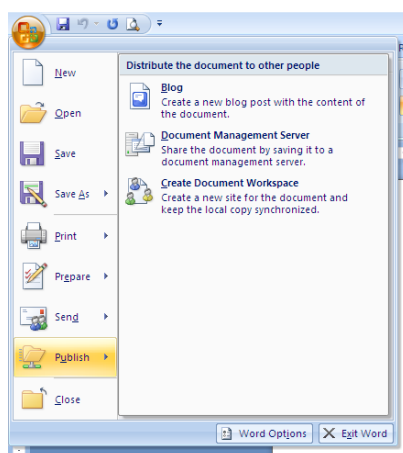 New
Open
Save
Save As
Print
Prepare
Send
Publish
Close
Distribute the document to other people
Blog
Create a new blog post with the content of
the document.
Document Management Server
Share the document by saving it to a
document management server.
Create Document Workspace
Create a new site for the document and
keep the local copy synchronized.
Word Options
Exit Word